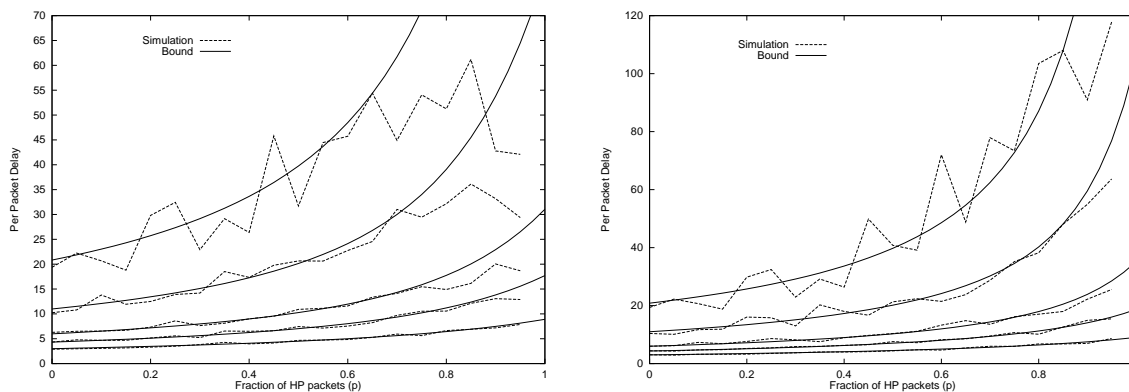 70
65
60
55
50
45
40
35
30
25
20
15
10
5
0
Per Packet Delay
Simulation
Bound
0 0.2 0.4 0.6 0.8 1
Fraction of HP packets (p)
120
100
80
60
40
20
0
Per Packet Delay
Simulation
Bound
0 0.2 0.4 0.6 0.8
Fraction of HP packets (p)